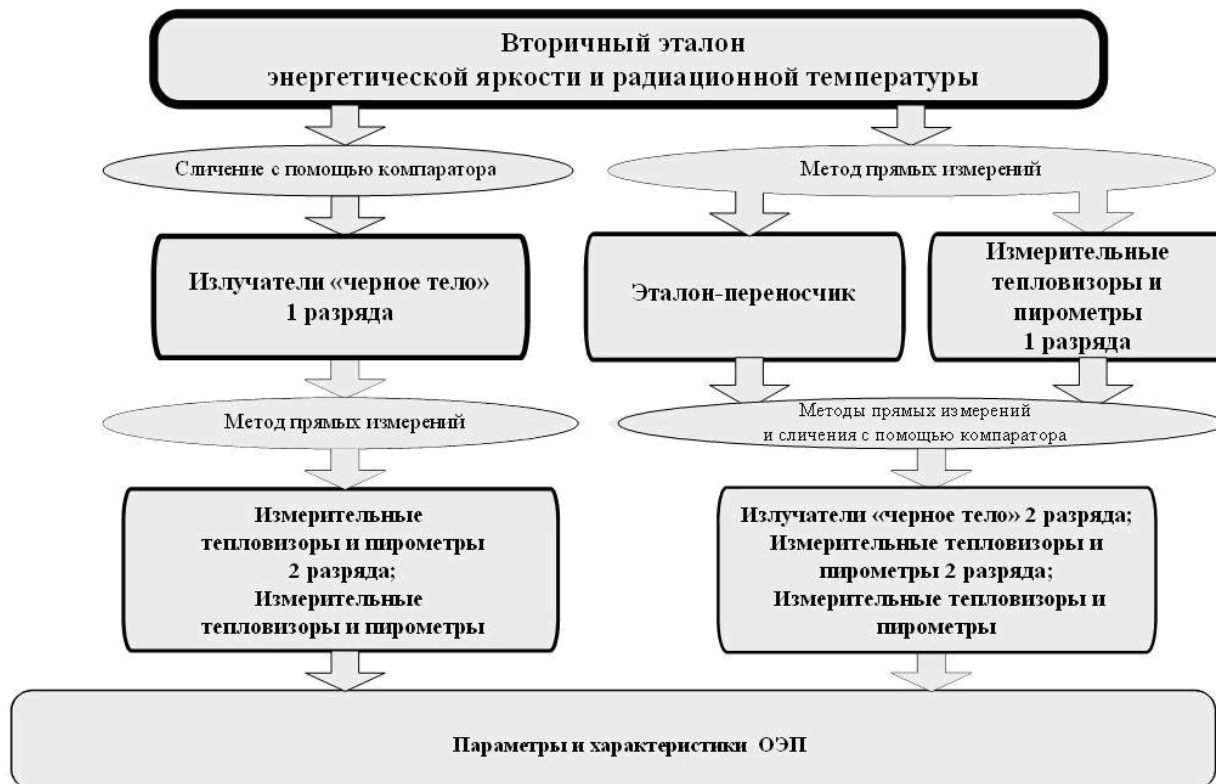 Вторичный эталон
энергетической яркости и радиационной температуры
Сличение с помощью компаратора
Метод прямых измерений
Излучатели «черное тело»
1 разряда
Эталон-переносчик
Измерительные
тепловизоры и
пирометры
1 разряда
Метод прямых измерений
Методы прямых измерений
и сличения с помощью компаратора
Измерительные
тепловизоры и пирометры
2 разряда;
Измерительные
тепловизоры и пирометры
Излучатели «черное тело» 2 разряда;
Измерительные тепловизоры и
пирометры 2 разряда;
Измерительные тепловизоры и
пирометры
Параметры и характеристики ОЭП